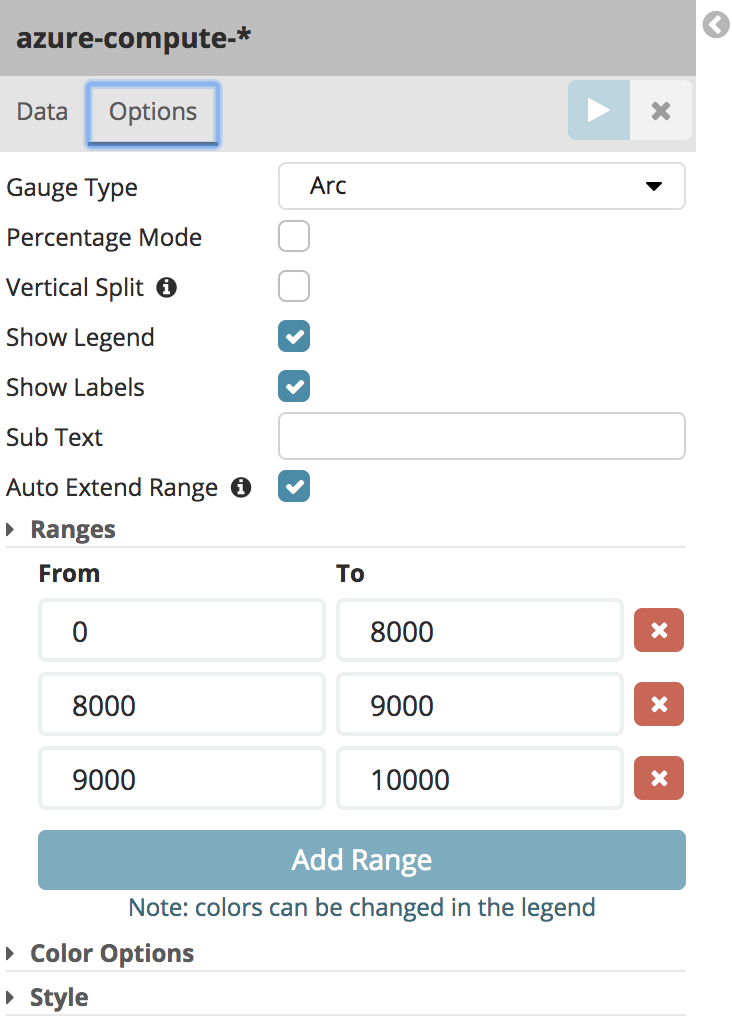 azure-compute-*
Data Options
Gauge Type Arc
Percentage Mode
Vertical Split
Show Legend
Show Labels
Sub Text
Auto Extend Range
Ranges
From To
0 8000
8000 9000
9000 10000
Add Range
Note: colors can be changed in the legend
Color Options
Style